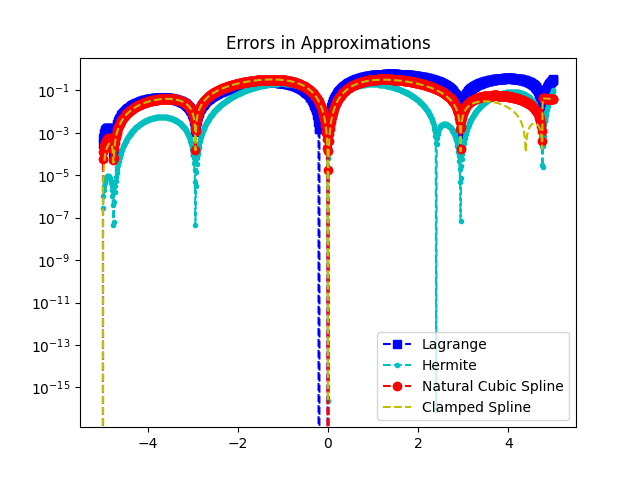 Errors in Approximations
10⁻¹
10⁻³
10⁻⁵
10⁻⁷
10⁻⁹
10⁻¹¹
10⁻¹³
10⁻¹⁵
Lagrange
Hermite
Natural Cubic Spline
Clamped Spline
−4 −2 0 2 4